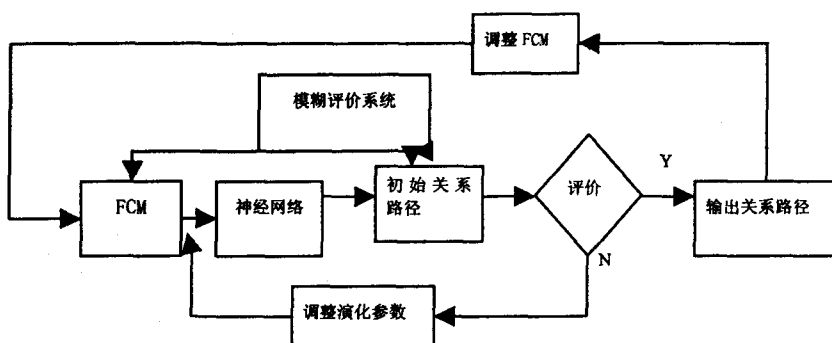 调整 FCM
模糊评价系统
FCM
神经网络
初始关系
路径
评价
Y
输出关系路径
N
调整演化参数